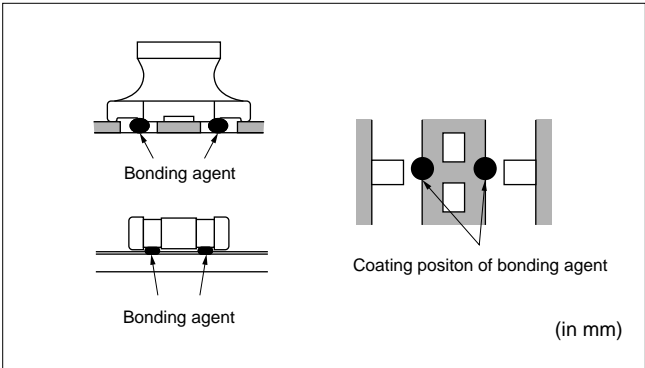 Bonding agent
Bonding agent
Coating positon of bonding agent
(in mm)